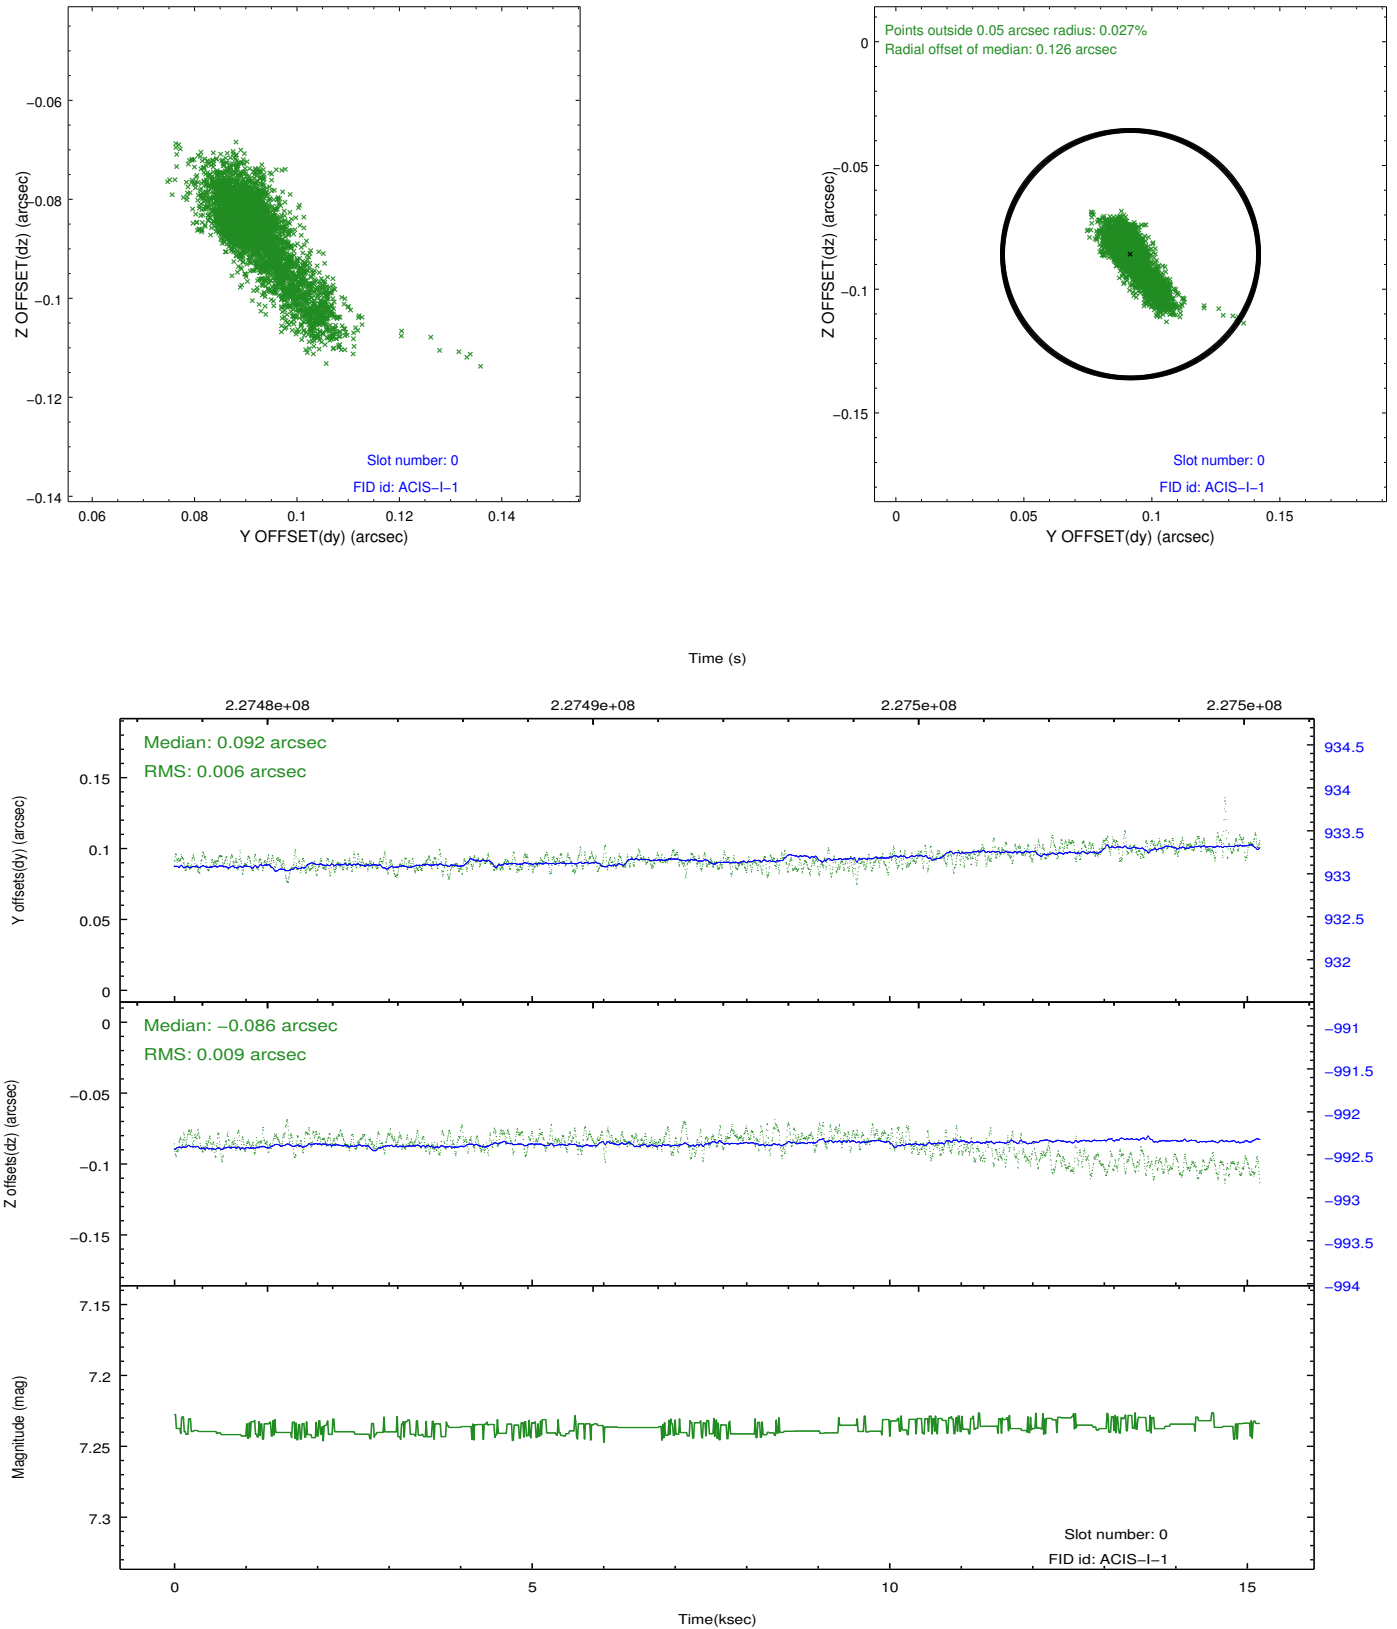 −0.06
−0.08
−0.1
−0.12
−0.14
Z OFFSET(dz) (arcsec)
Slot number: 0
FID id: ACIS−I−1
0.06 0.08 0.1 0.12 0.14
Y OFFSET(dy) (arcsec)
Points outside 0.05 arcsec radius: 0.027%
Radial offset of median: 0.126 arcsec
0
−0.05
−0.1
−0.15
Z OFFSET(dz) (arcsec)
Slot number: 0
FID id: ACIS−I−1
0 0.05 0.1 0.15
Y OFFSET(dy) (arcsec)
Time (s)
2.2748e+08 2.2749e+08 2.275e+08 2.275e+08
Median: 0.092 arcsec
RMS: 0.006 arcsec
0.15
0.1
0.05
0
Y offsets(dy) (arcsec)
934.5
934
933.5
933
932.5
932
Median: −0.086 arcsec
RMS: 0.009 arcsec
0
−0.05
−0.1
−0.15
Z offsets(dz) (arcsec)
−991
−991.5
−992
−992.5
−993
−993.5
−994
7.15
7.2
7.25
7.3
Magnitude (mag)
Slot number: 0
FID id: ACIS−I−1
0 5 10 15
Time(ksec)